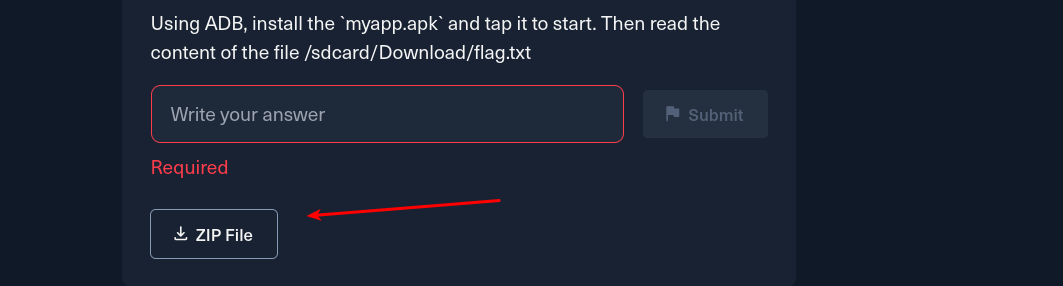 Using ADB, install the `myapp.apk` and tap it to start. Then read the
content of the file /sdcard/Download/flag.txt
Write your answer
Submit
Required
ZIP File